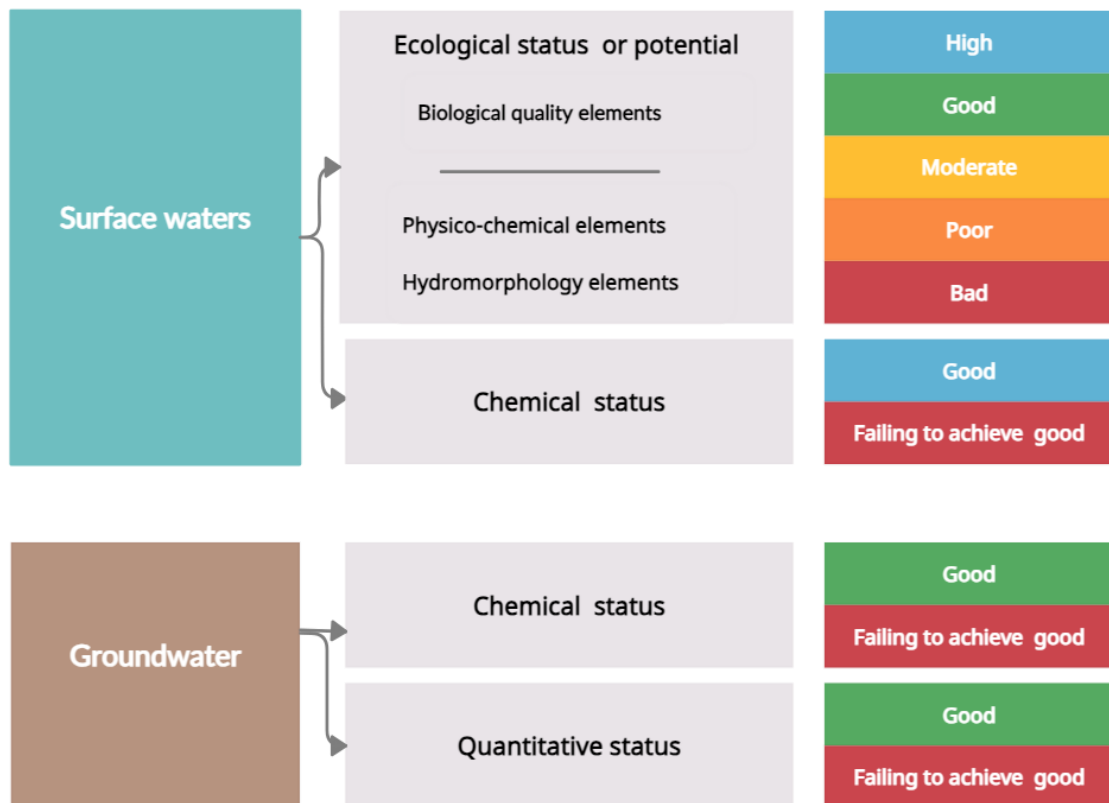 Surface waters
Ecological status or potential
Biological quality elements
Physico-chemical elements
Hydromorphology elements
High
Good
Moderate
Poor
Bad
Chemical status
Good
Failing to achieve good
Groundwater
Chemical status
Good
Failing to achieve good
Quantitative status
Good
Failing to achieve good